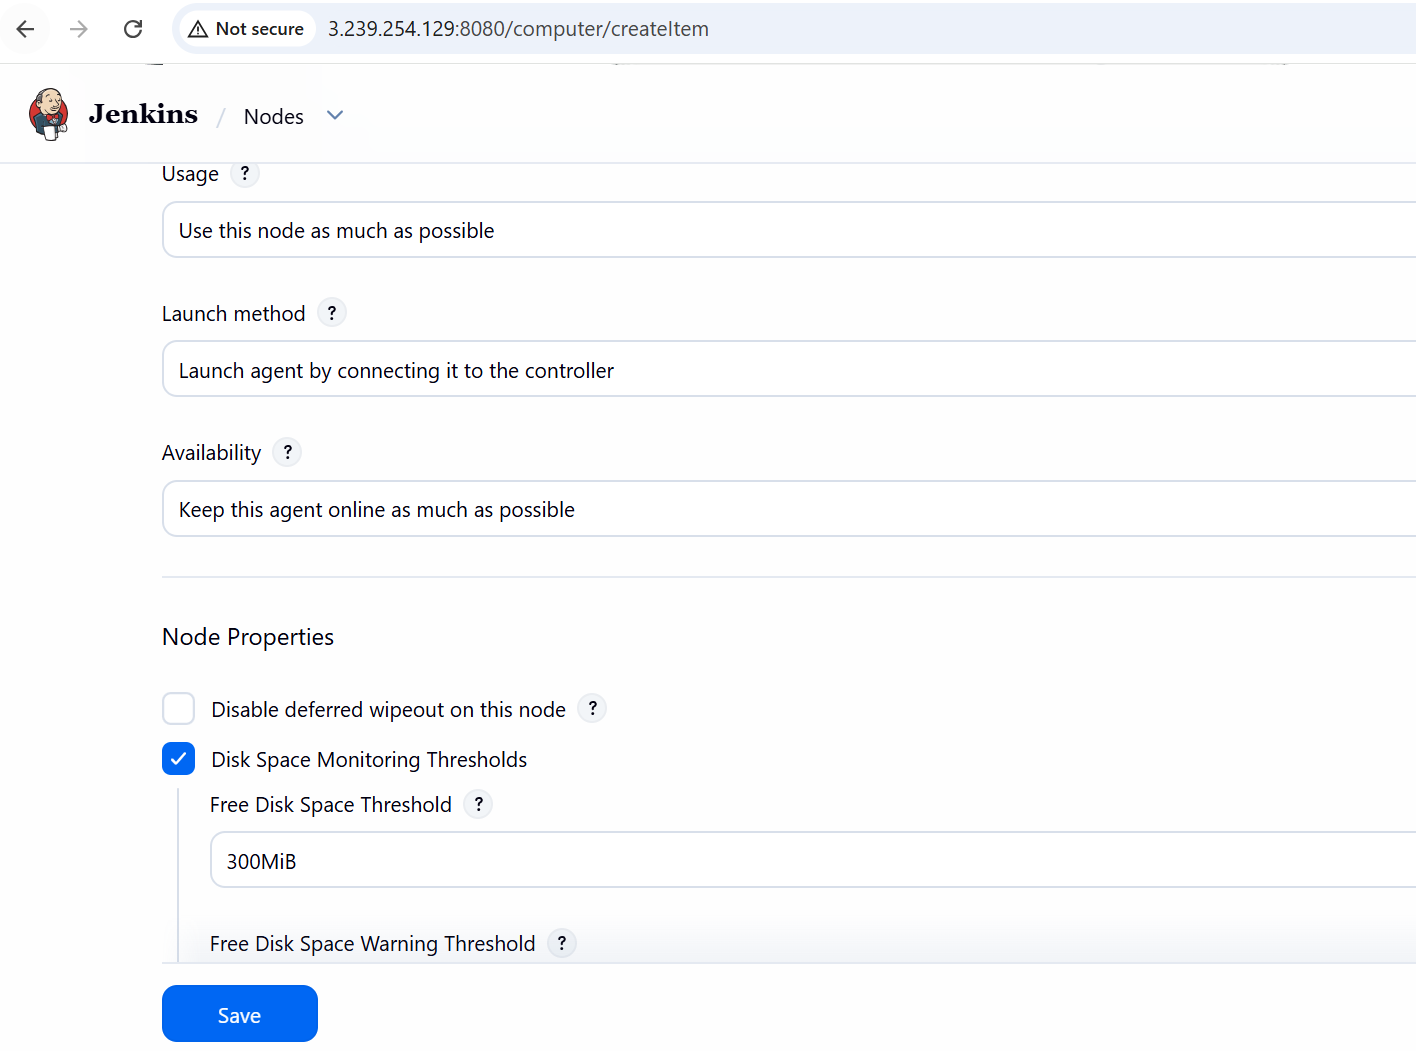 Not secure 3.239.254.129:8080/computer/createItem
Jenkins / Nodes
Usage ?
Use this node as much as possible
Launch method ?
Launch agent by connecting it to the controller
Availability ?
Keep this agent online as much as possible
Node Properties
Disable deferred wipeout on this node ?
Disk Space Monitoring Thresholds
Free Disk Space Threshold ?
300MiB
Free Disk Space Warning Threshold ?
Save